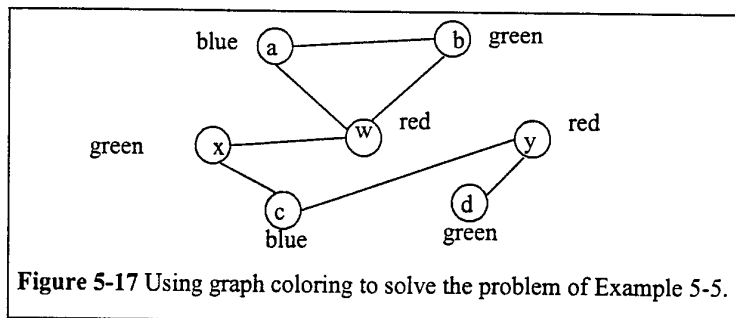 blue a b green
green x w red y red
c d
blue green
Figure 5-17 Using graph coloring to solve the problem of Example 5-5.